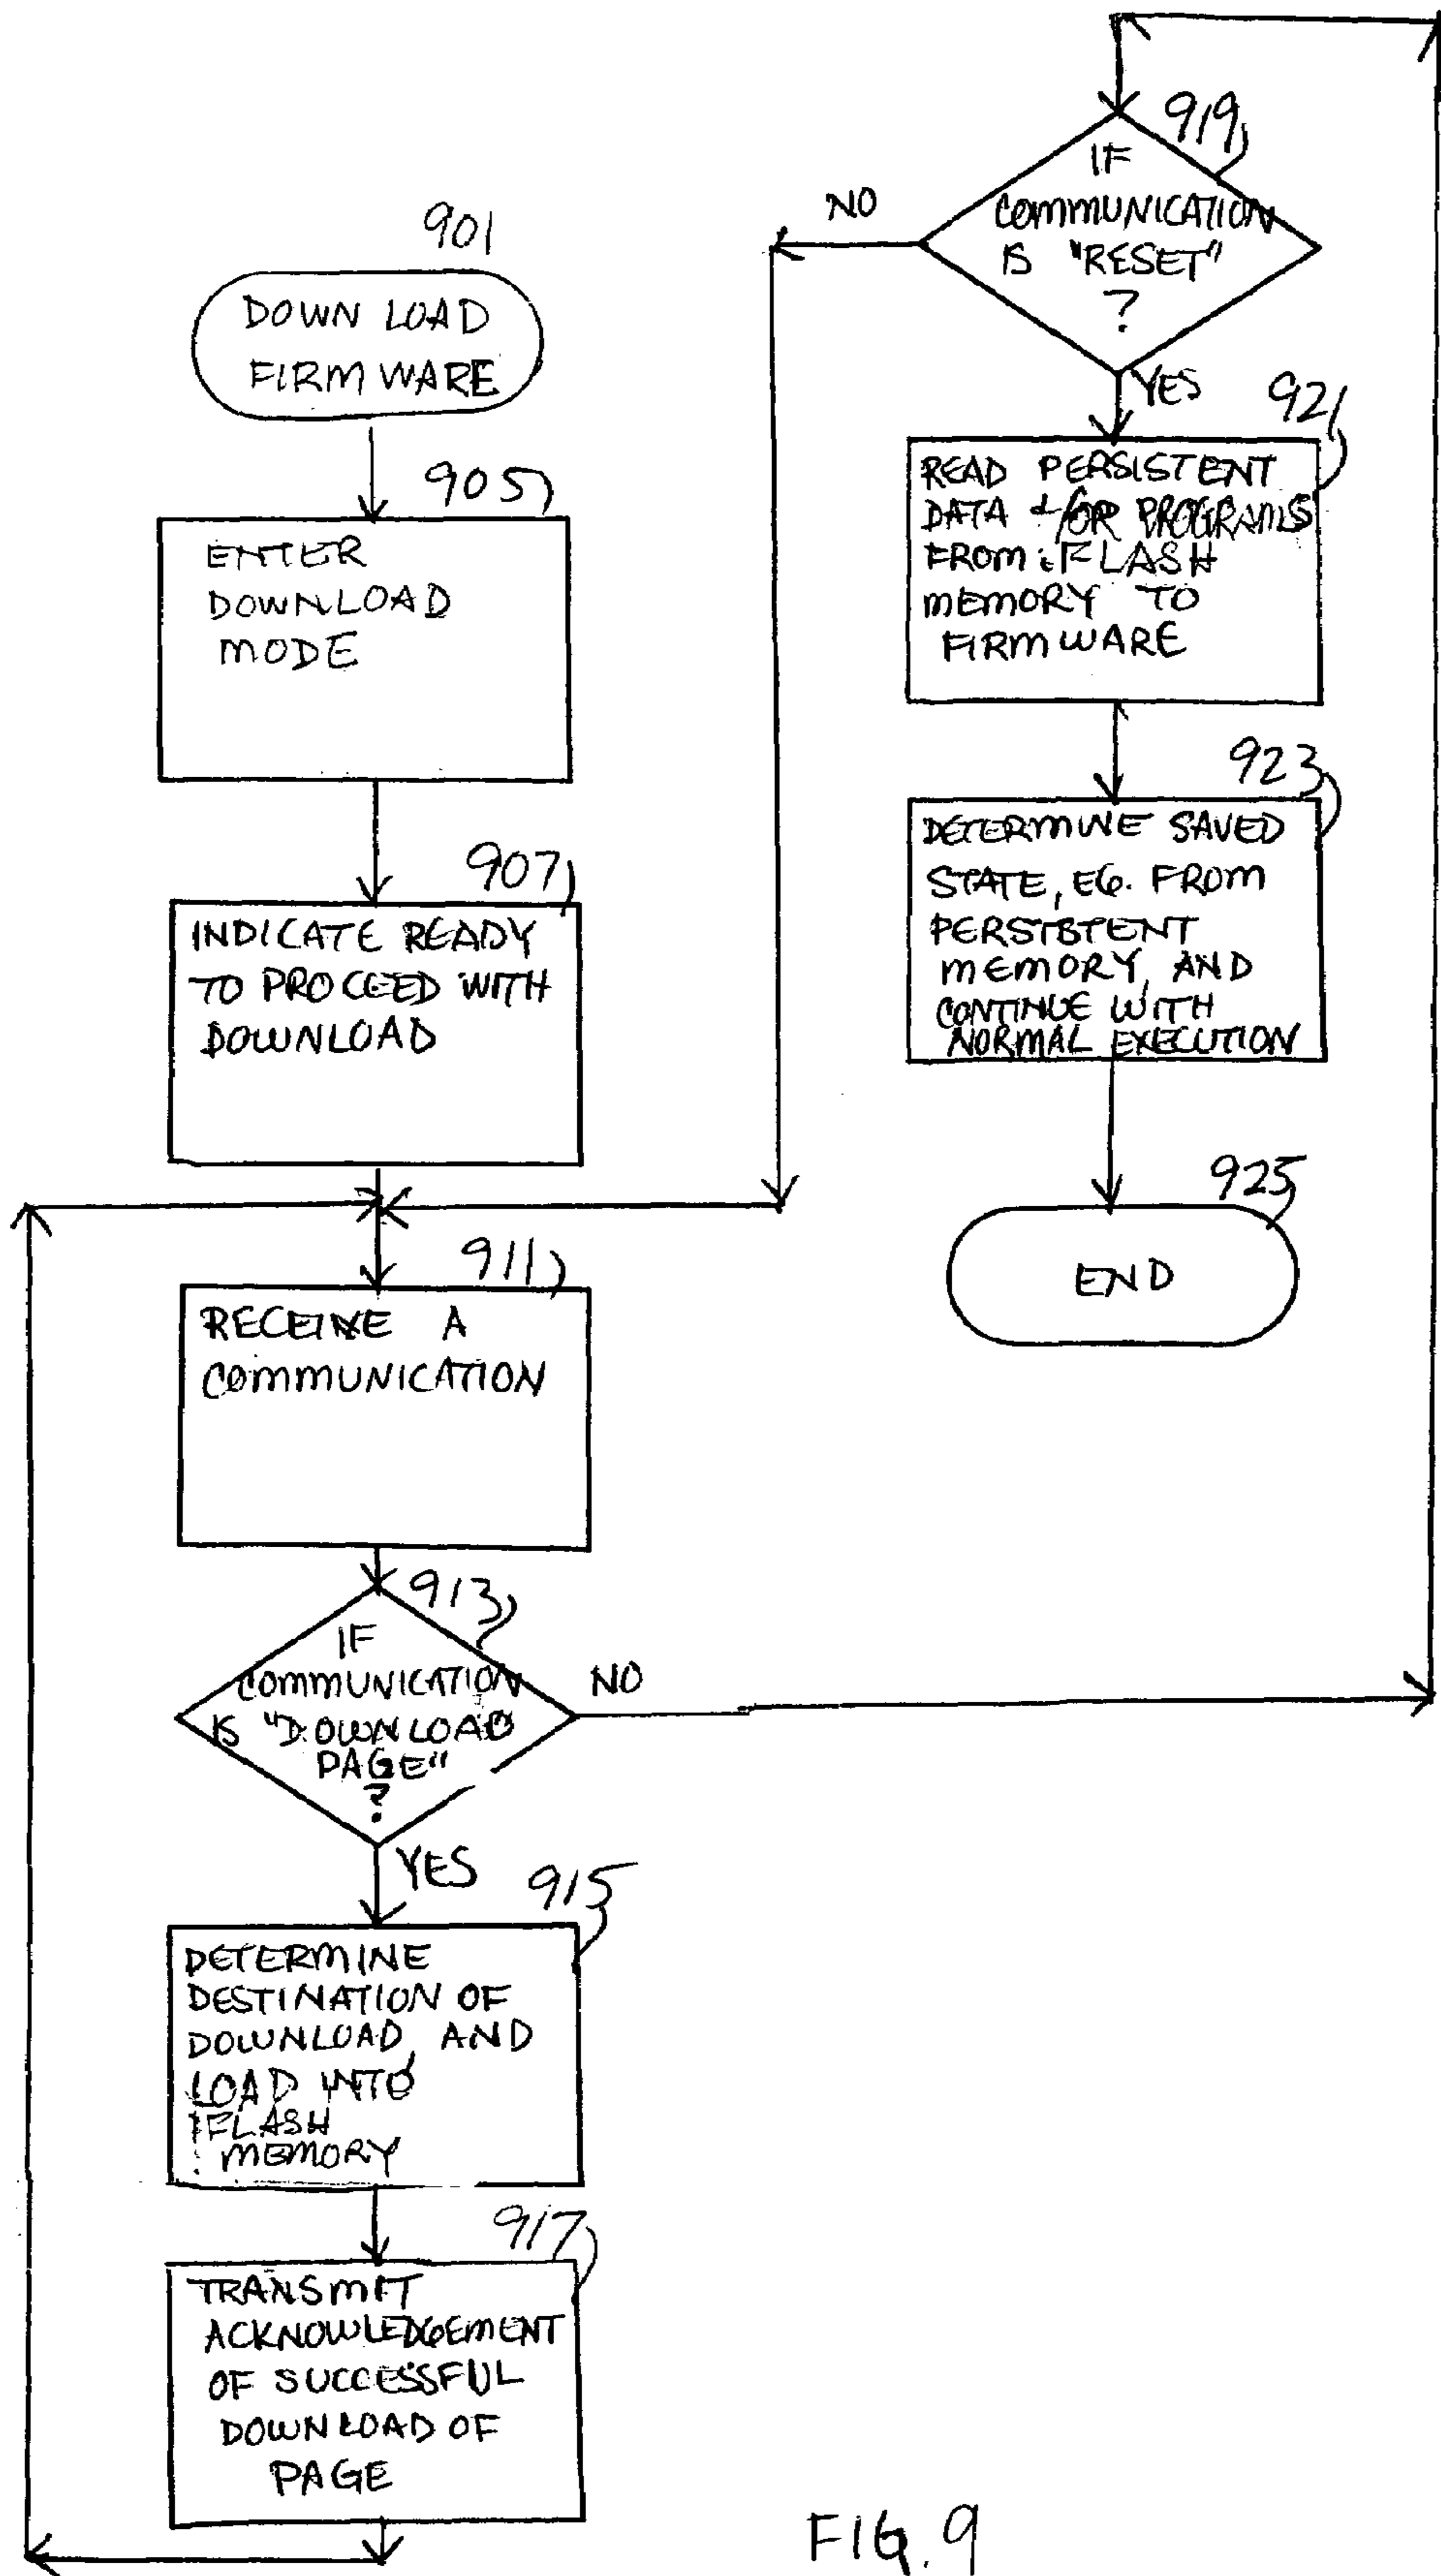 901
DOWN LOAD
FIRM WARE
905
ENTER
DOWNLOAD
MODE
907
INDICATE READY
TO PROCEED WITH
DOWNLOAD
911
RECEIVE A
COMMUNICATION
913
IF
COMMUNICATION
IS "DOWNLOAD
PAGE"
?
NO
YES
915
DETERMINE
DESTINATION OF
DOWNLOAD, AND
LOAD INTO
FLASH
MEMORY
917
TRANSMIT
ACKNOWLEDGEMENT
OF SUCCESSFUL
DOWNLOAD OF
PAGE
919
IF
COMMUNICATION
IS "RESET"
?
NO
YES
921
READ PERSISTENT
DATA +/OR PROGRAMS
FROM FLASH
MEMORY TO
FIRMWARE
923
DETERMINE SAVED
STATE, EG. FROM
PERSISTENT
MEMORY, AND
CONTINUE WITH
NORMAL EXECUTION
925
END
FIG. 9